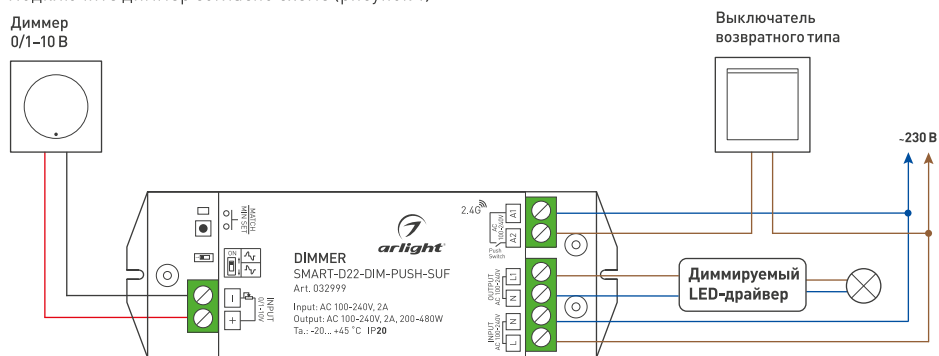 Диммер
0/1–10 В
Выключатель
возвратного типа
~230 В
MATCH
MIN SET
2.4G
A1
A2
AC
100-240V
Push
Switch
arlight
ON
DIMMER
SMART-D22-DIM-PUSH-SUF
Art. 032999
Input: AC 100-240V, 2A
Output: AC 100-240V, 2A, 200-480W
Ta.: -20... +45 °C IP20
INPUT
0/1-10V
–
+
OUTPUT
AC 100-240V
L1
N
INPUT
AC 100-240V
N
L
Диммируемый
LED-драйвер